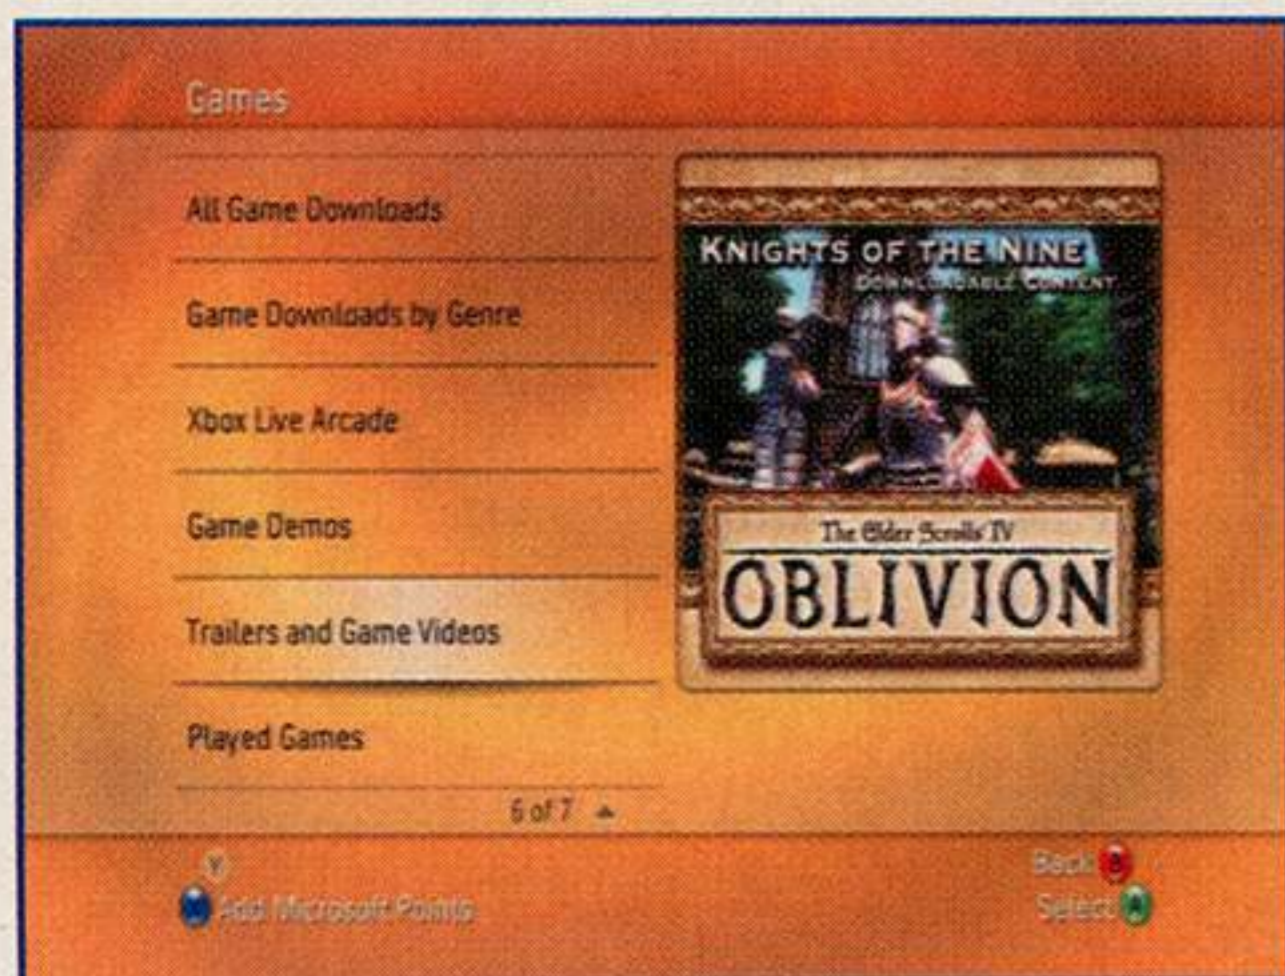 Games
All Game Downloads
Game Downloads by Genre
Xbox Live Arcade
Game Demos
Trailers and Game Videos
Played Games
6 of 7
KNIGHTS OF THE NINE
DOWNLOADABLE CONTENT
The Elder Scrolls IV
OBLIVION
Y
X Add Microsoft Points
Back B
Select A